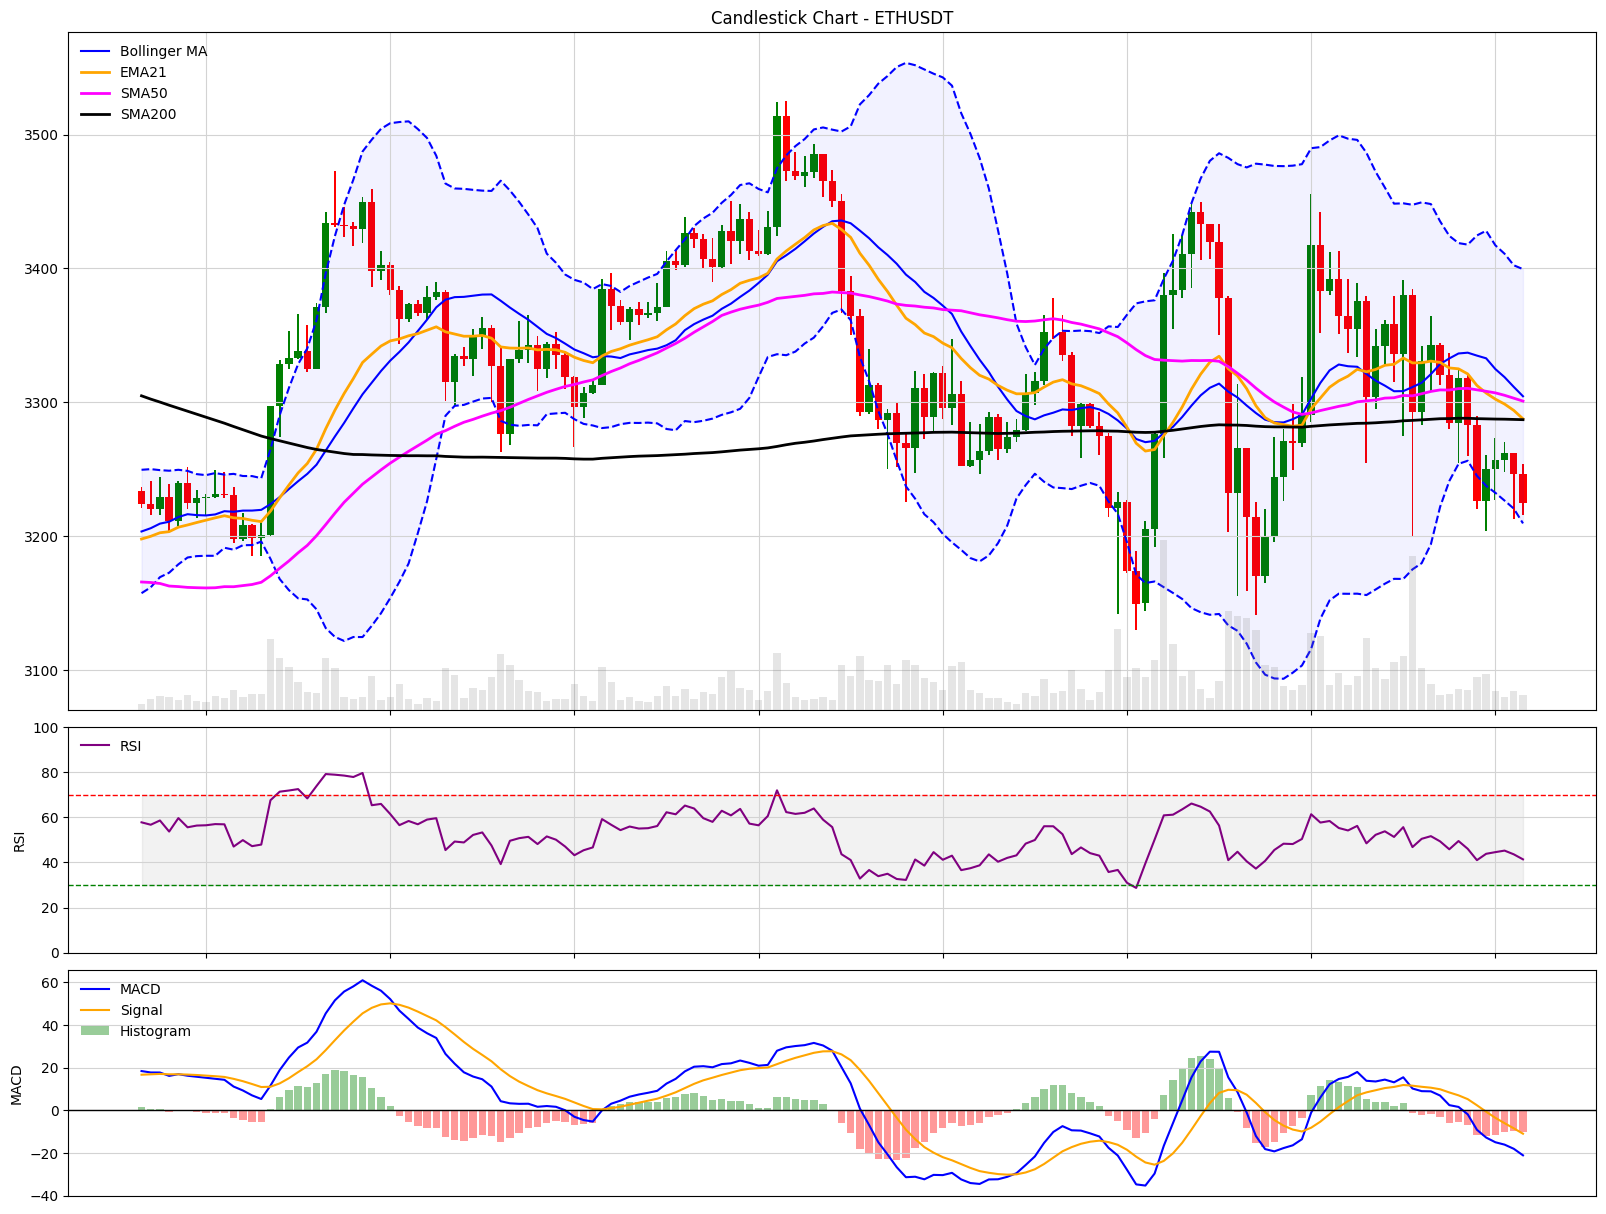 Candlestick Chart - ETHUSDT
Bollinger MA
EMA21
SMA50
SMA200
3500
3400
3300
3200
3100
RSI
100
80
60
40
20
0
RSI
MACD
Signal
Histogram
60
40
20
0
−20
−40
MACD